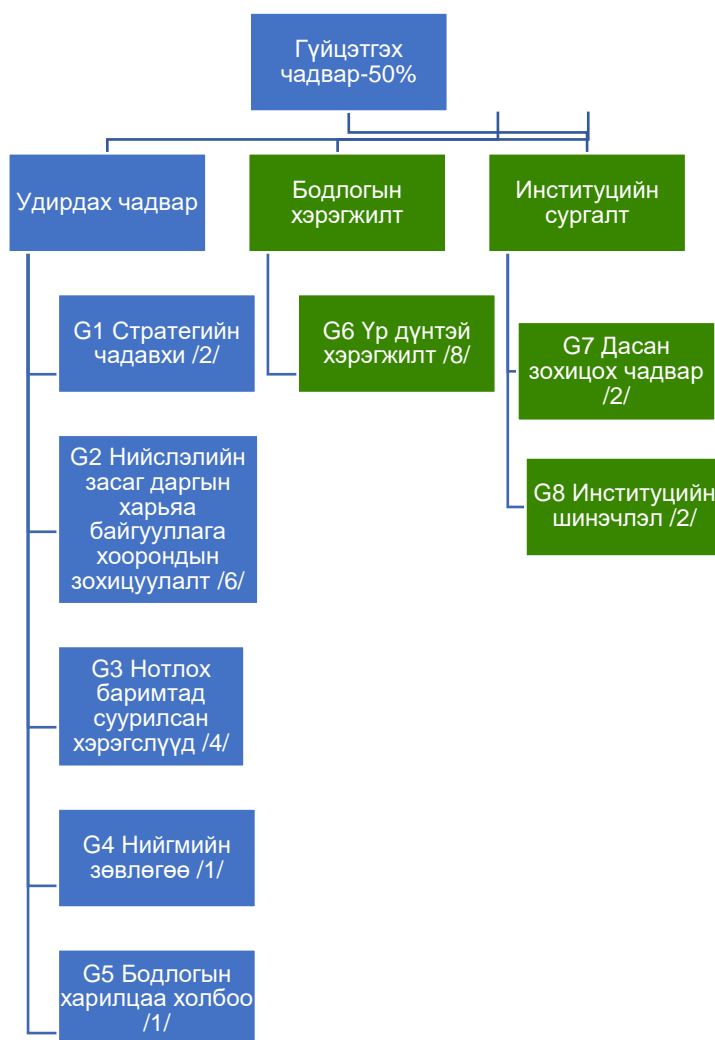 Гүйцэтгэх
чадвар-50%
Удирдах чадвар
Бодлогын
хэрэгжилт
Институцийн
сургалт
G1 Стратегийн
чадавхи /2/
G2 Нийслэлийн
засаг даргын
харьяа
байгууллага
хоорондын
зохицуулалт /6/
G3 Нотлох
баримтад
суурилсан
хэрэгслүүд /4/
G4 Нийгмийн
зөвлөгөө /1/
G5 Бодлогын
харилцаа холбоо
/1/
G6 Үр дүнтэй
хэрэгжилт /8/
G7 Дасан
зохицох чадвар
/2/
G8 Институцийн
шинэчлэл /2/